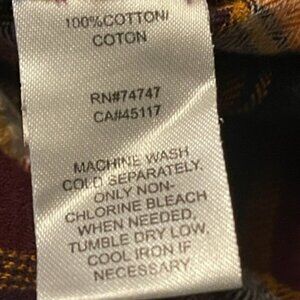 100%COTTON/
COTON
RN#74747
CA#45117
MACHINE WASH
COLD SEPARATELY.
ONLY NON-
CHLORINE BLEACH
WHEN NEEDED.
TUMBLE DRY LOW.
COOL IRON IF
NECESSARY